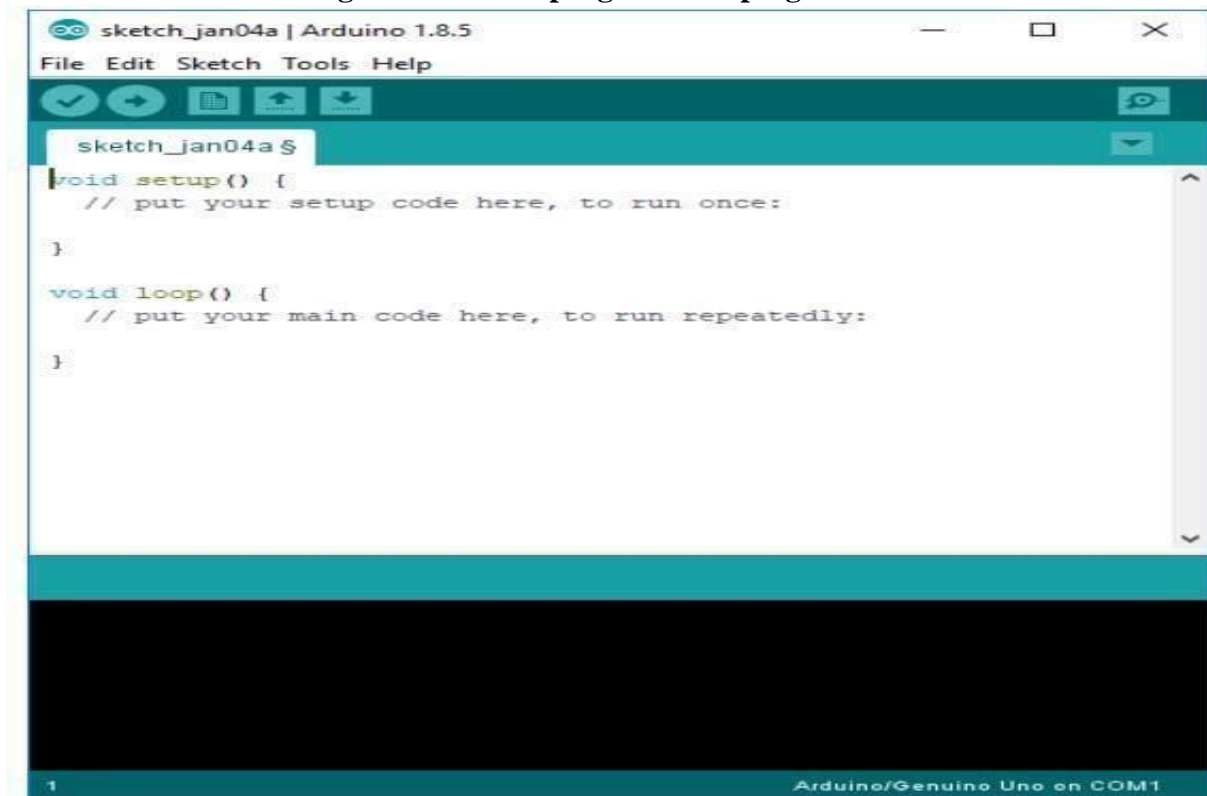 sketch_jan04a | Arduino 1.8.5
File Edit Sketch Tools Help
sketch_jan04a §
void setup() {
// put your setup code here, to run once:
}
void loop() {
// put your main code here, to run repeatedly:
}
1 Arduino/Genuino Uno on COM1